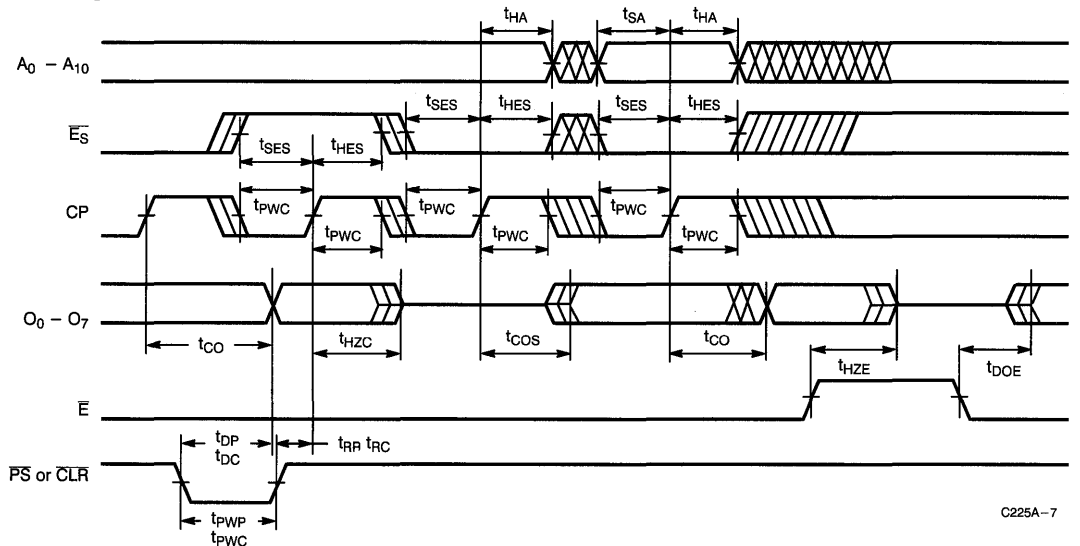 tHA tSA tHA
A0 – A10
tSES tHES tSES tHES
ES
tSES tHES
CP
tPWC tPWC tPWC
tPWC tPWC tPWC
O0 – O7
tCO tHZC tCOS tCO
tHZE tDOE
E
tDP
tDC
tRR tRC
PS or CLR
tPWP
tPWC
C225A–7